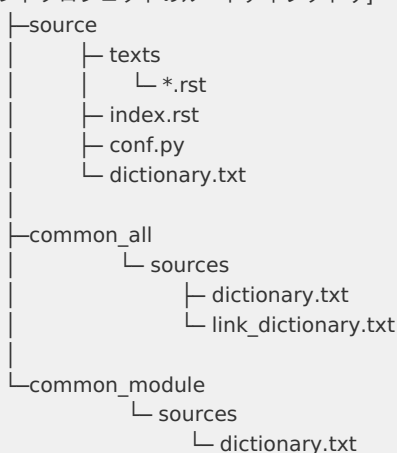 ├─source
│ ├─ texts
│ │ └─ *.rst
│ ├─ index.rst
│ ├─ conf.py
│ └─ dictionary.txt
│
├─common_all
│ └─ sources
│ ├─ dictionary.txt
│ └─ link_dictionary.txt
│
└─common_module
└─ sources
└─ dictionary.txt